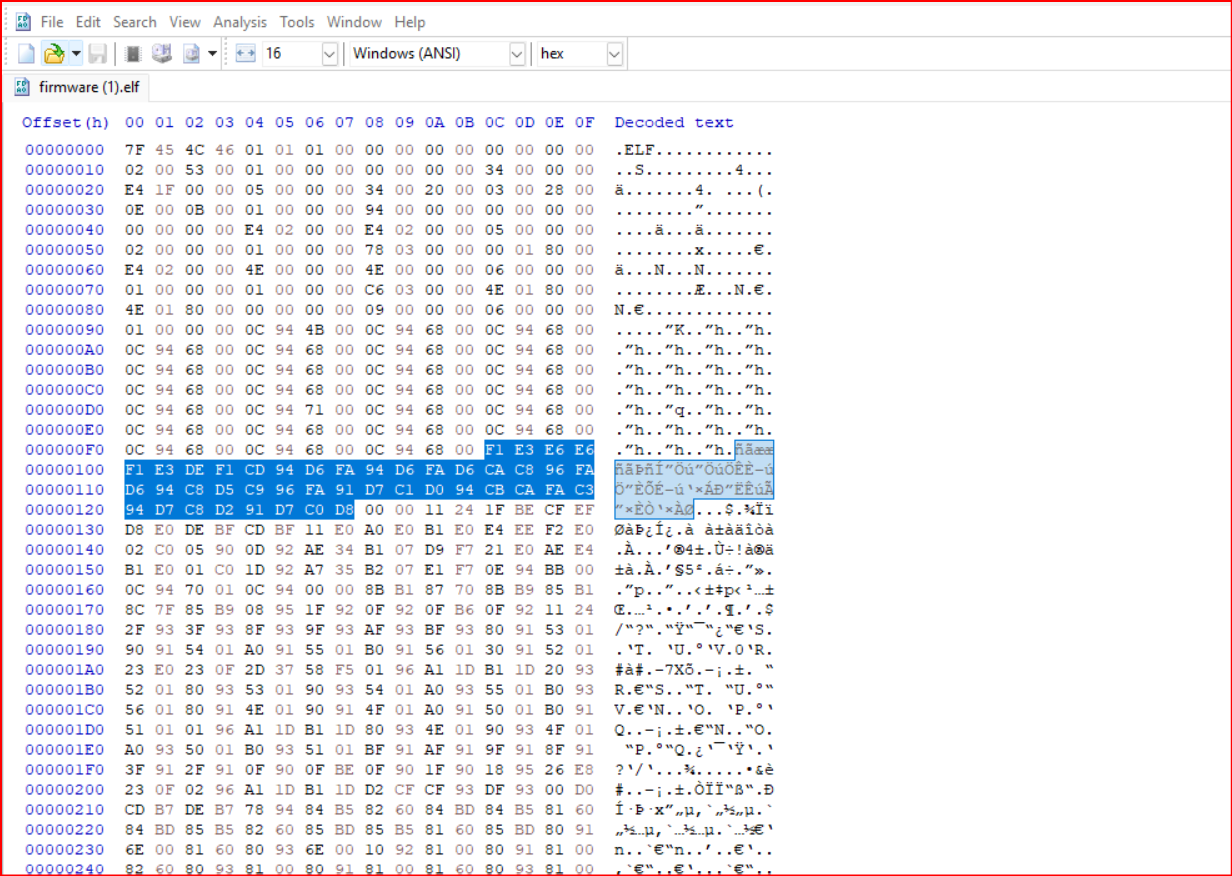 File Edit Search View Analysis Tools Window Help
16 Windows (ANSI) hex
firmware (1).elf
Offset(h) 00 01 02 03 04 05 06 07 08 09 0A 0B 0C 0D 0E 0F Decoded text
00000000 7F 45 4C 46 01 01 01 00 00 00 00 00 00 00 00 00 .ELF............
00000010 02 00 53 00 01 00 00 00 00 00 00 00 34 00 00 00 ..S.........4...
00000020 E4 1F 00 00 05 00 00 00 34 00 20 00 03 00 28 00 ä.......4. ...(.
00000030 0E 00 0B 00 01 00 00 00 94 00 00 00 00 00 00 00 ........".......
00000040 00 00 00 00 E4 02 00 00 E4 02 00 00 05 00 00 00 ....ä...ä.......
00000050 02 00 00 00 01 00 00 00 78 03 00 00 00 01 80 00 ........x.....€.
00000060 E4 02 00 00 4E 00 00 00 4E 00 00 00 06 00 00 00 ä...N...N.......
00000070 01 00 00 00 01 00 00 00 C6 03 00 00 4E 01 80 00 ........Æ...N.€.
00000080 4E 01 80 00 00 00 00 00 09 00 00 00 06 00 00 00 N.€.............
00000090 01 00 00 00 0C 94 4B 00 0C 94 68 00 0C 94 68 00 .....”K..”h..”h.
000000A0 0C 94 68 00 0C 94 68 00 0C 94 68 00 0C 94 68 00 .”h..”h..”h..”h.
000000B0 0C 94 68 00 0C 94 68 00 0C 94 68 00 0C 94 68 00 .”h..”h..”h..”h.
000000C0 0C 94 68 00 0C 94 68 00 0C 94 68 00 0C 94 68 00 .”h..”h..”h..”h.
000000D0 0C 94 68 00 0C 94 71 00 0C 94 68 00 0C 94 68 00 .”h..”q..”h..”h.
000000E0 0C 94 68 00 0C 94 68 00 0C 94 68 00 0C 94 68 00 .”h..”h..”h..”h.
000000F0 0C 94 68 00 0C 94 68 00 0C 94 68 00 F1 E3 E6 E6 .”h..”h..”h.ñãææ
00000100 F1 E3 DE F1 CD 94 D6 FA 94 D6 FA D6 CA C8 96 FA ñãÞñÍ”Öú”ÖúÖÊÈ–ú
00000110 D6 94 C8 D5 C9 96 FA 91 D7 C1 D0 94 CB CA FA C3 Ö”ÈÕÉ–ú‘×ÁÐ”ËÊúÃ
00000120 94 D7 C8 D2 91 D7 C0 D8 00 00 11 24 1F BE CF EF ”×ÈÒ‘×ÀØ...$.¾Ïï
00000130 D8 E0 DE BF CD BF 11 E0 A0 E0 B1 E0 E4 EE F2 E0 ØàÞ¿Í¿.à à±àäîòà
00000140 02 C0 05 90 0D 92 AE 34 B1 07 D9 F7 21 E0 AE E4 .À...’®4±.Ù÷!à®ä
00000150 B1 E0 01 C0 1D 92 A7 35 B2 07 E1 F7 0E 94 BB 00 ±à.À.’§5².á÷.”».
00000160 0C 94 70 01 0C 94 00 00 8B B1 87 70 8B B9 85 B1 .”p..”..‹±‡p‹¹…±
00000170 8C 7F 85 B9 08 95 1F 92 0F 92 0F B6 0F 92 11 24 Œ.…¹.•.’.’.¶.’.$
00000180 2F 93 3F 93 8F 93 9F 93 AF 93 BF 93 80 91 53 01 /“?“.“Ÿ“¯“¿“€‘S.
00000190 90 91 54 01 A0 91 55 01 B0 91 56 01 30 91 52 01 .‘T. ‘U.°‘V.0‘R.
000001A0 23 E0 23 0F 2D 37 58 F5 01 96 A1 1D B1 1D 20 93 #à#.-7Xõ.–¡.±. “
000001B0 52 01 80 93 53 01 90 93 54 01 A0 93 55 01 B0 93 R.€“S..“T. “U.°“
000001C0 56 01 80 91 4E 01 90 91 4F 01 A0 91 50 01 B0 91 V.€‘N..‘O. ‘P.°‘
000001D0 51 01 01 96 A1 1D B1 1D 80 93 4E 01 90 93 4F 01 Q..–¡.±.€“N..“O.
000001E0 A0 93 50 01 B0 93 51 01 BF 91 AF 91 9F 91 8F 91 “P.°“Q.¿‘¯‘Ÿ‘.‘
000001F0 3F 91 2F 91 0F 90 0F BE 0F 90 1F 90 18 95 26 E8 ?‘/‘...¾.....•&è
00000200 23 0F 02 96 A1 1D B1 1D D2 CF CF 93 DF 93 00 D0 #..–¡.±.ÒÏÏ“ß“.Ð
00000210 CD B7 DE B7 78 94 84 B5 82 60 84 BD 84 B5 81 60 Í·Þ·x”„µ‚`„½„µ.`
00000220 84 BD 85 B5 82 60 85 BD 85 B5 81 60 85 BD 80 91 „½…µ‚`…½…µ.`…½€‘
00000230 6E 00 81 60 80 93 6E 00 10 92 81 00 80 91 81 00 n..`€“n..’..€‘..
00000240 82 60 80 93 81 00 80 91 81 00 81 60 80 93 81 00 ‚`€“..€‘...`€“..